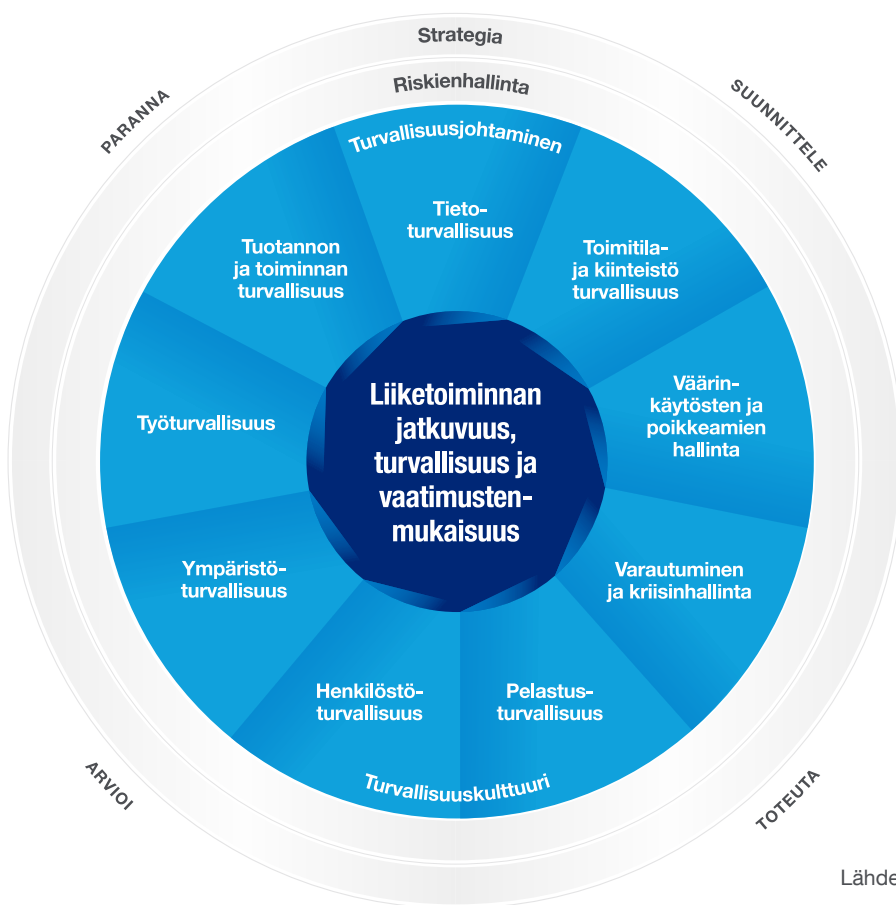 Strategia
Riskienhallinta
PARANNA
SUUNNITTELE
Turvallisuusjohtaminen
Tieto-
turvallisuus
Toimitila-
ja kiinteistö
turvallisuus
Väärin-
käytösten ja
poikkeamien
hallinta
Varautuminen
ja kriisinhallinta
Pelastus-
turvallisuus
Henkilöstö-
turvallisuus
Ympäristö-
turvallisuus
Työturvallisuus
Tuotannon
ja toiminnan
turvallisuus
Liiketoiminnan
jatkuvuus,
turvallisuus ja
vaatimusten-
mukaisuus
Turvallisuuskulttuuri
ARVIOI
TOTEUTA
Lähde